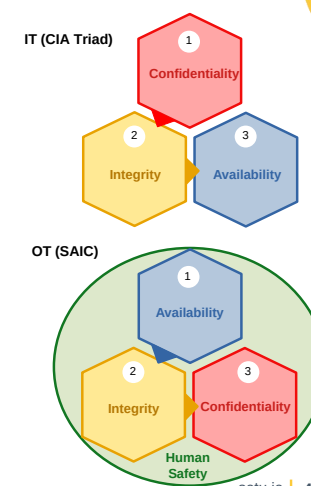 IT (CIA Triad)
1
Confidentiality
2
Integrity
3
Availability
OT (SAIC)
1
Availability
2
Integrity
3
Confidentiality
Human
Safety